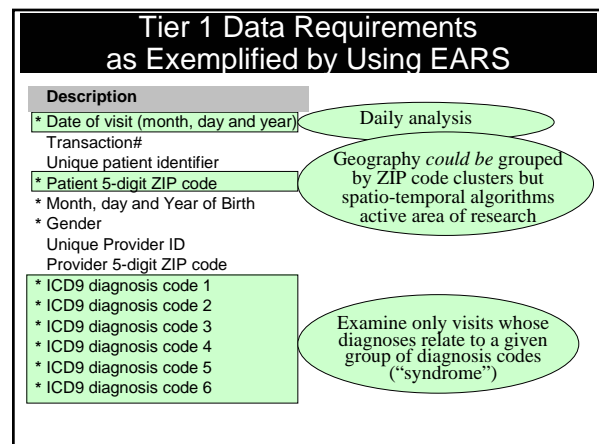 Tier 1 Data Requirements
as Exemplified by Using EARS
Description
* Date of visit (month, day and year)
Transaction#
Unique patient identifier
* Patient 5-digit ZIP code
* Month, day and Year of Birth
* Gender
Unique Provider ID
Provider 5-digit ZIP code
* ICD9 diagnosis code 1
* ICD9 diagnosis code 2
* ICD9 diagnosis code 3
* ICD9 diagnosis code 4
* ICD9 diagnosis code 5
* ICD9 diagnosis code 6
Daily analysis
Geography could be grouped
by ZIP code clusters but
spatio-temporal algorithms
active area of research
Examine only visits whose
diagnoses relate to a given
group of diagnosis codes
(“syndrome”)